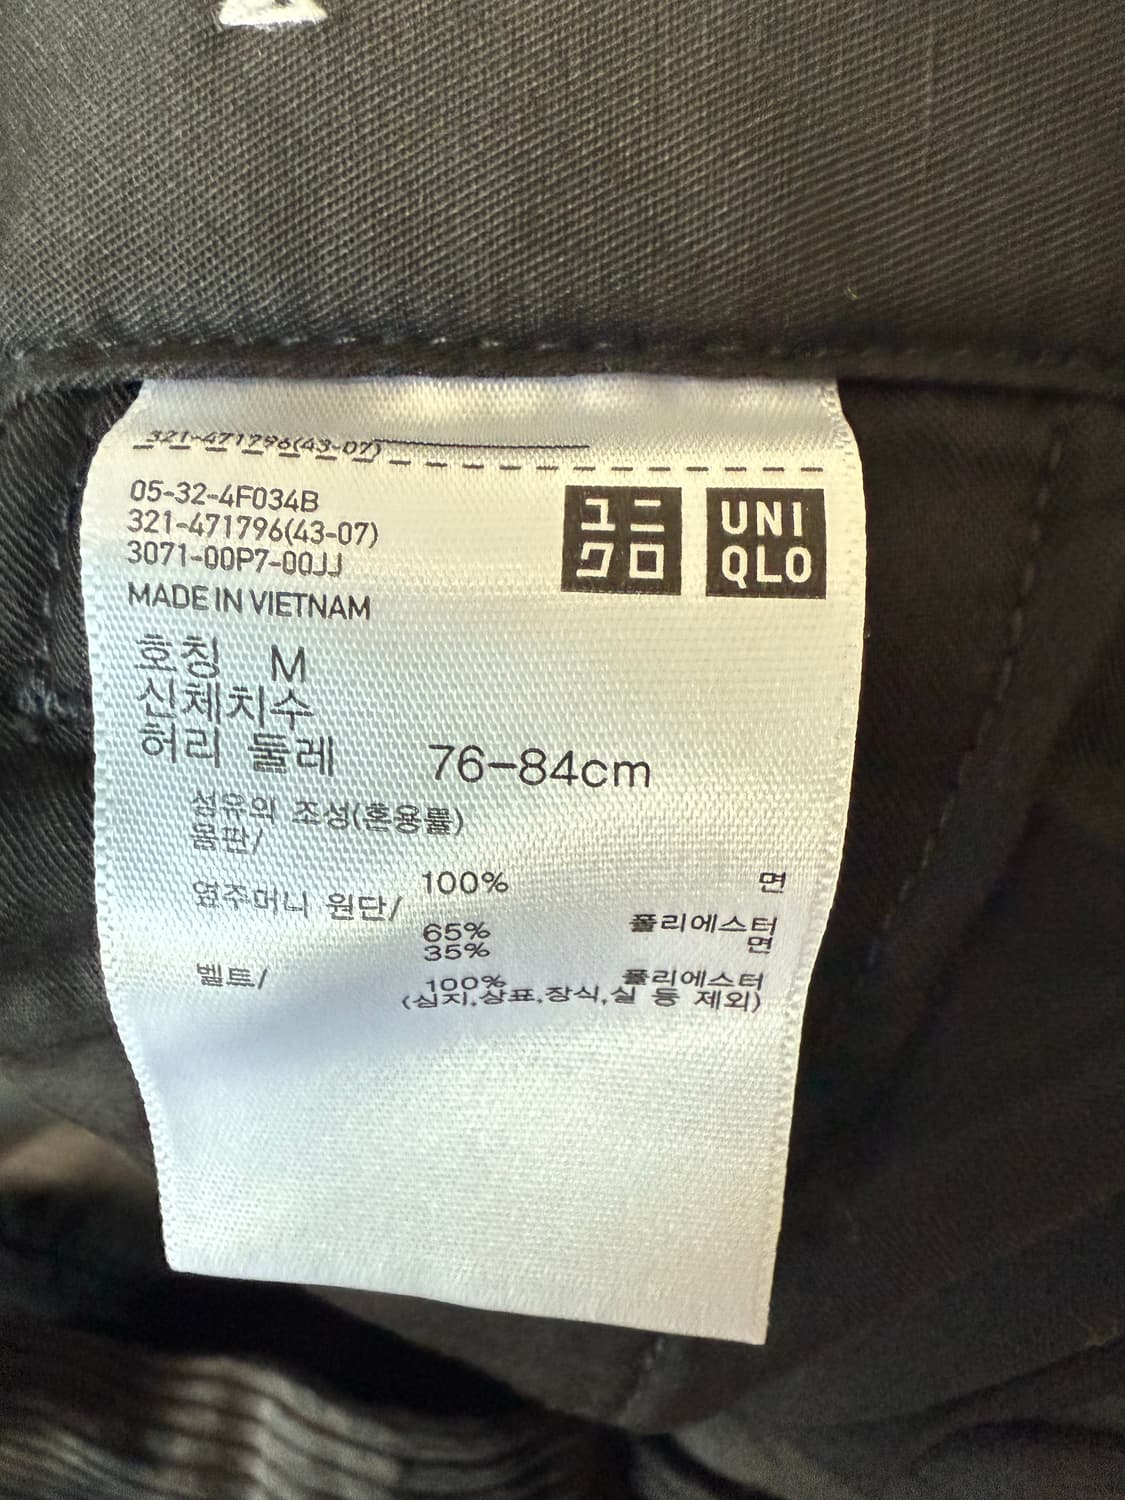 321-471796(43-07)
05-32-4F034B
321-471796(43-07)
3071-00P7-00JJ
MADE IN VIETNAM
ユニ
クロ
UNI
QLO
호칭 M
신체치수
허리 둘레 76-84cm
섬유의 조성(혼용률)
몸판/
100% 면
옆주머니 원단/
65% 폴리에스터
35% 면
벨트/
100% 폴리에스터
(심지,상표,장식,실 등 제외)